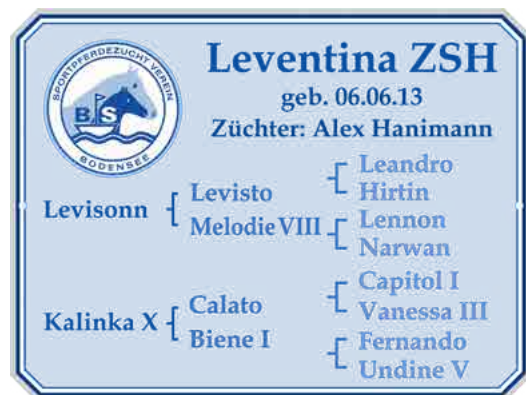 SPORTPFERDEZUCHT VEREIN
BS
BODENSEE
Leventina ZSH
geb. 06.06.13
Züchter: Alex Hanimann
Levisonn
Levisto
Melodie VIII
Leandro
Hirtin
Lennon
Narwan
Kalinka X
Calato
Biene I
Capitol I
Vanessa III
Fernando
Undine V